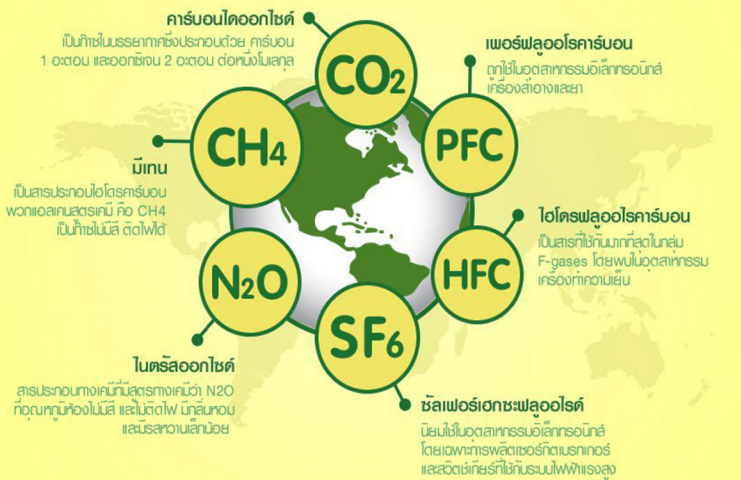 คาร์บอนไดออกไซด์
เป็นก๊าซในบรรยากาศซึ่งประกอบด้วย คาร์บอน
1 อะตอม และออกซิเจน 2 อะตอม ต่อหนึ่งโมเลกุล
CO2
เพอร์ฟลูออโรคาร์บอน
ถูกใช้ในอุตสาหกรรมอิเล็กทรอนิกส์
เครื่องสำอางและยา
PFC
CH4
มีเทน
เป็นสารประกอบไฮโดรคาร์บอน
พวกแอลเคนสูตรเคมี คือ CH4
เป็นก๊าซไม่มีสี ติดไฟได้
ไฮโดรฟลูออโรคาร์บอน
เป็นสารที่ใช้กันมากที่สุดในกลุ่ม
F-gases โดยพบในอุตสาหกรรม
เครื่องทำความเย็น
HFC
N2O
ไนตรัสออกไซด์
สารประกอบทางเคมีที่มีสูตรทางเคมีว่า N2O
ที่อุณหภูมิห้องไม่มีสี และไม่ติดไฟ มีกลิ่นหอม
และมีรสหวานเล็กน้อย
SF6
ซัลเฟอร์เฮกซะฟลูออไรด์
นิยมใช้ในอุตสาหกรรมอิเล็กทรอนิกส์
โดยเฉพาะการผลิตเซอร์กิตเบรกเกอร์
และสวิตช์เกียร์ที่ใช้กับระบบไฟฟ้าแรงสูง